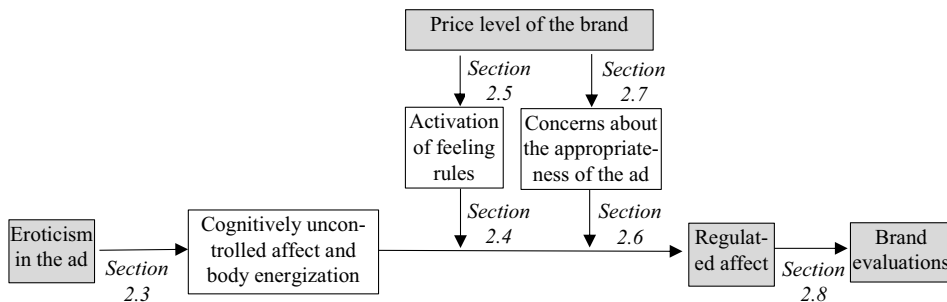 Price level of the brand
Section
2.5
Section
2.7
Activation
of feeling
rules
Concerns about
the appropriate-
ness of the ad
Section
2.4
Section
2.6
Eroticism
in the ad
Section
2.3
Cognitively uncon-
trolled affect and
body energization
Regulat-
ed affect
Section
2.8
Brand
evaluations